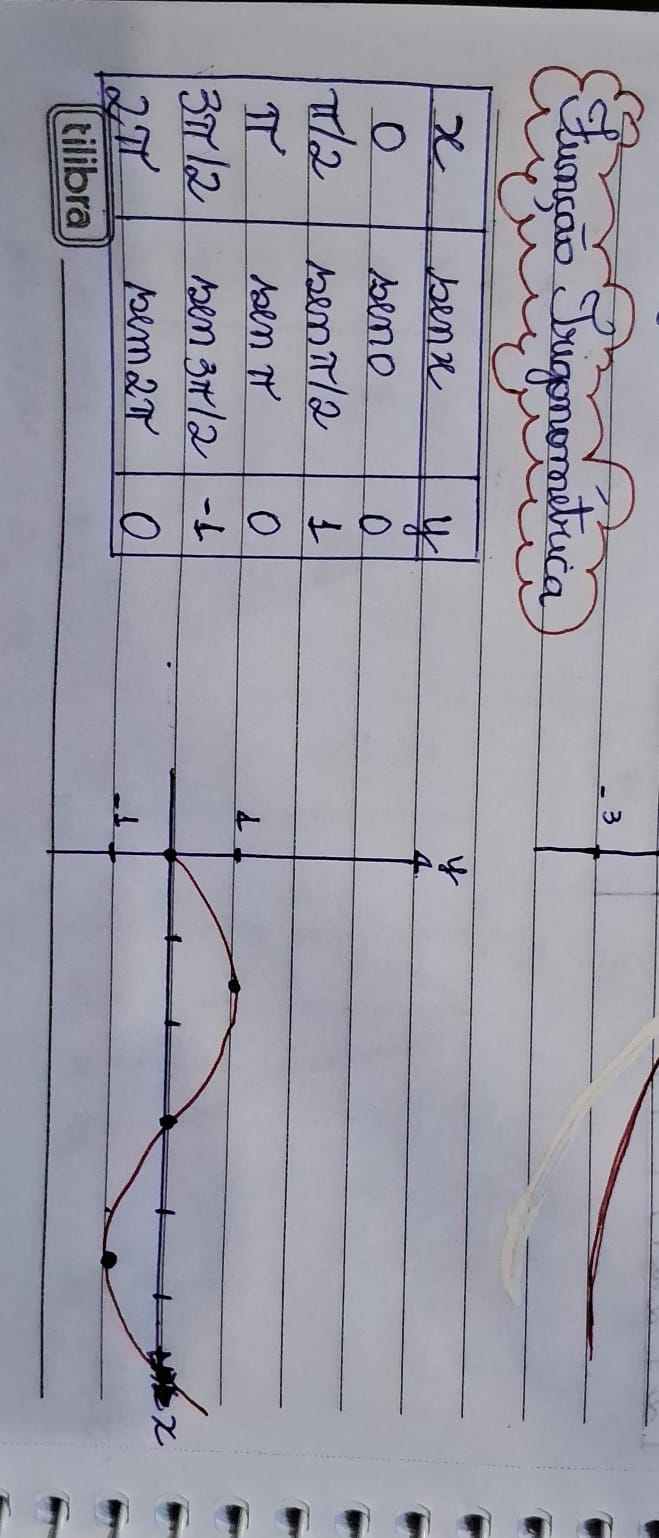 -3
Função Trigonométrica
x sen x y
0 sen 0 0
π/2 sen π/2 1
π sen π 0
3π/2 sen 3π/2 -1
2π sen 2π 0
y
1
-1
x
tilibra